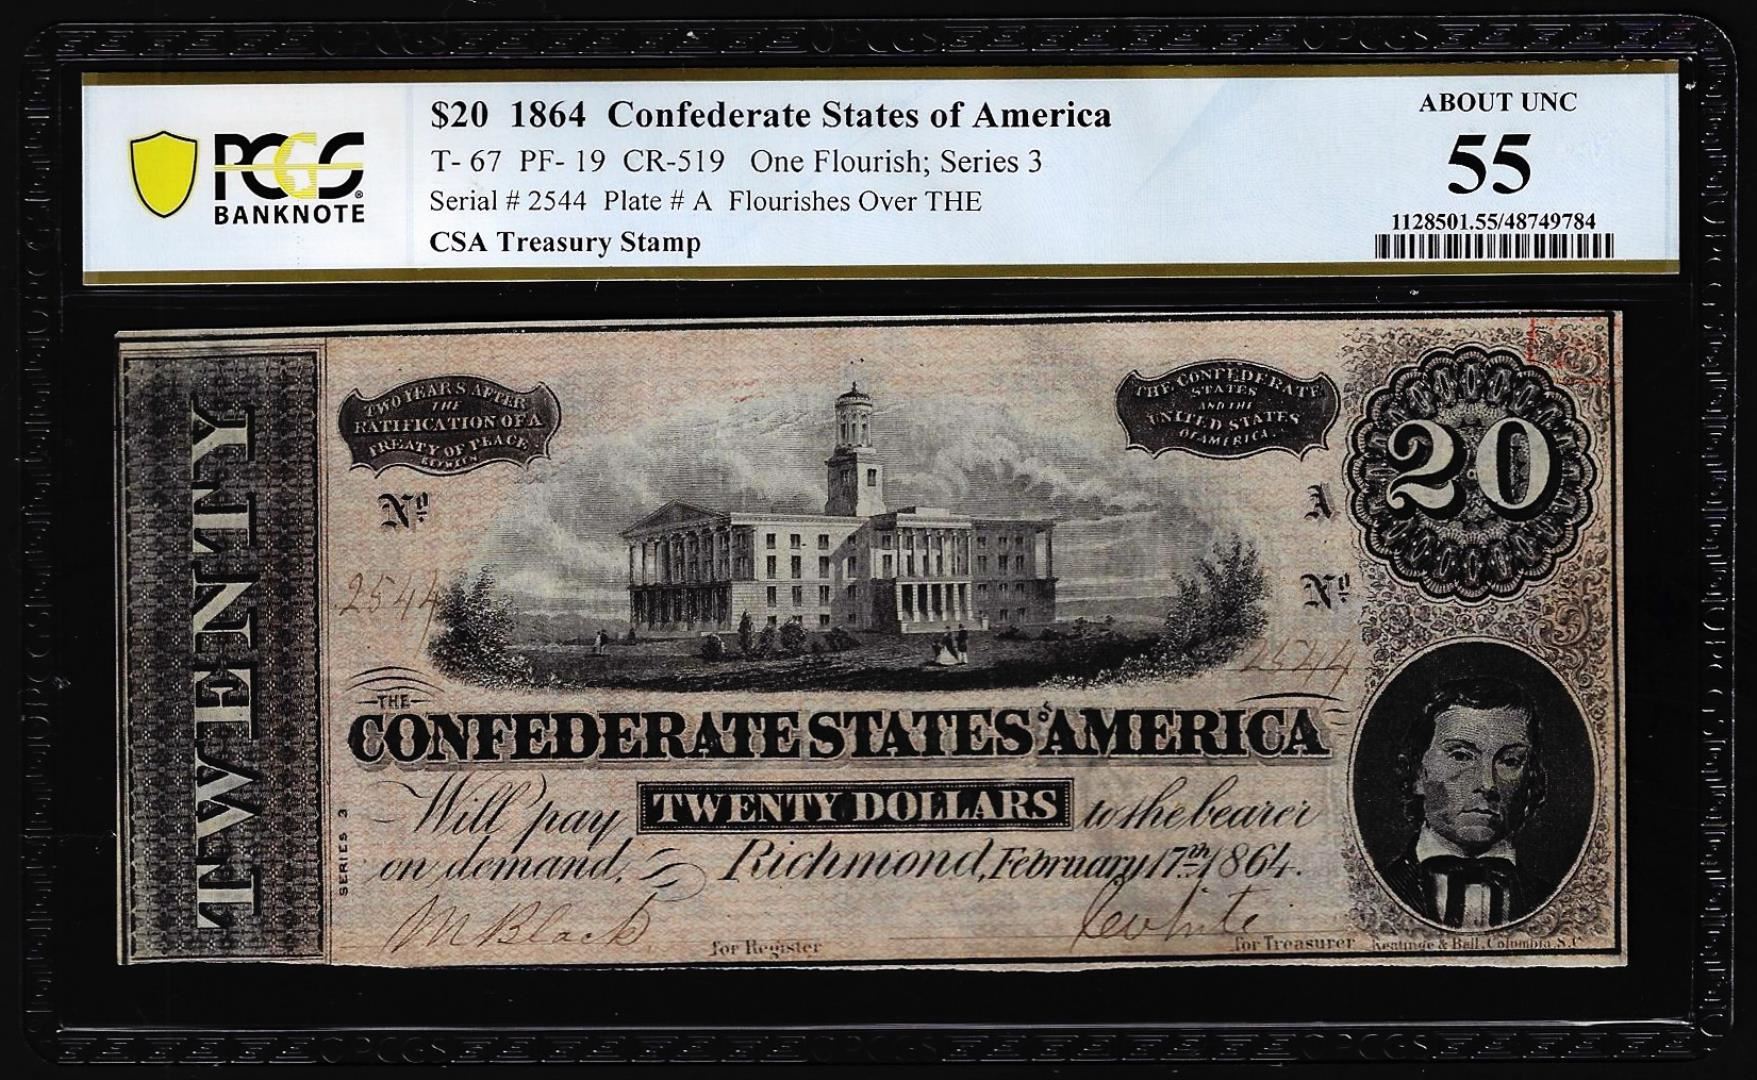 PCGS
BANKNOTE
$20 1864 Confederate States of America
T- 67 PF- 19 CR-519 One Flourish; Series 3
Serial # 2544 Plate # A Flourishes Over THE
CSA Treasury Stamp
ABOUT UNC
55
1128501.55/48749784
TWENTY
TWO YEARS AFTER
THE
RATIFICATION OF A
TREATY OF PEACE
BETWEEN
THE CONFEDERATE
STATES
AND THE
UNITED STATES
OF AMERICA.
20
Nº
A
2544
Nº
2544
THE
CONFEDERATE STATES OF AMERICA
Will pay TWENTY DOLLARS to the bearer
on demand, Richmond, February 17th 1864.
SERIES 3
M Black
for Register
White
for Treasurer
Keatinge & Ball, Columbia, S.C.